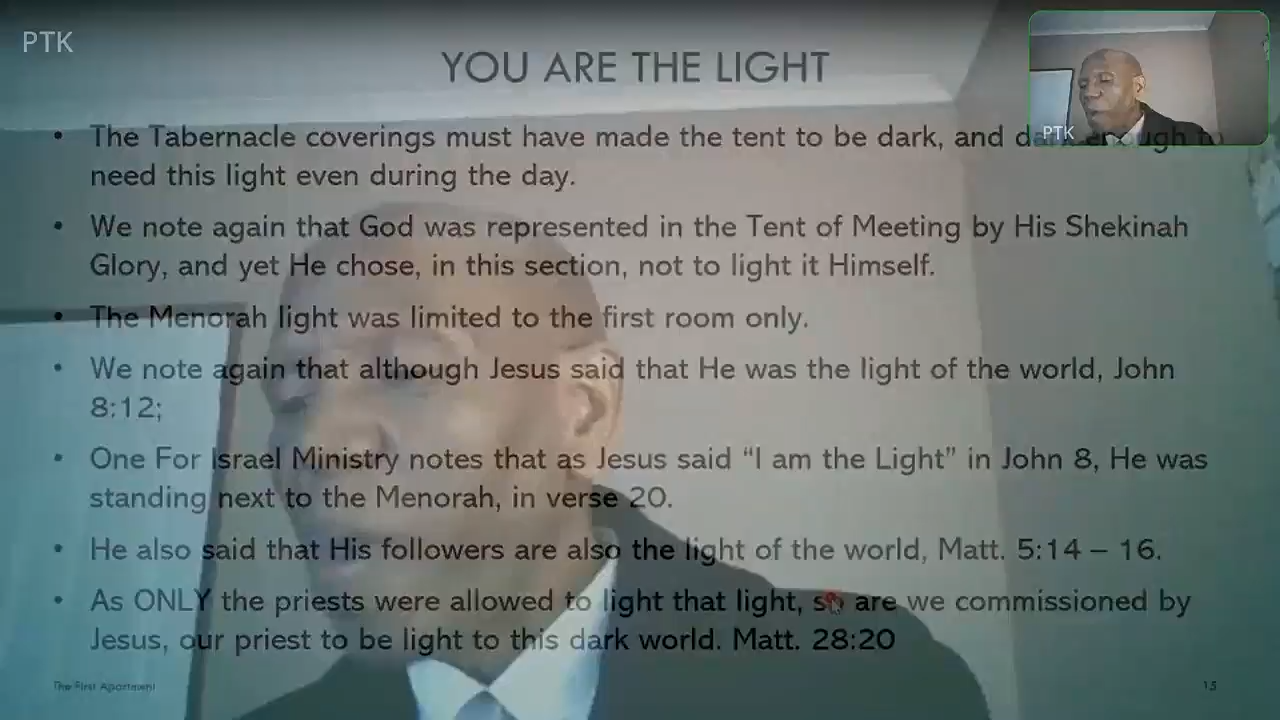 PTK
YOU ARE THE LIGHT
PTK
• The Tabernacle coverings must have made the tent to be dark, and dark enough to
need this light even during the day.
• We note again that God was represented in the Tent of Meeting by His Shekinah
Glory, and yet He chose, in this section, not to light it Himself.
• The Menorah light was limited to the first room only.
• We note again that although Jesus said that He was the light of the world, John
8:12;
• One For Israel Ministry notes that as Jesus said “I am the Light” in John 8, He was
standing next to the Menorah, in verse 20.
• He also said that His followers are also the light of the world, Matt. 5:14 – 16.
• As ONLY the priests were allowed to light that light, so are we commissioned by
Jesus, our priest to be light to this dark world. Matt. 28:20
The First Apartment
15